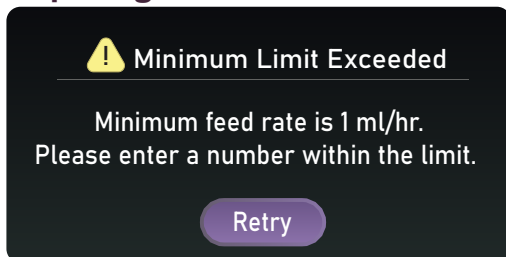 Minimum Limit Exceeded
Minimum feed rate is 1 ml/hr.
Please enter a number within the limit.
Retry